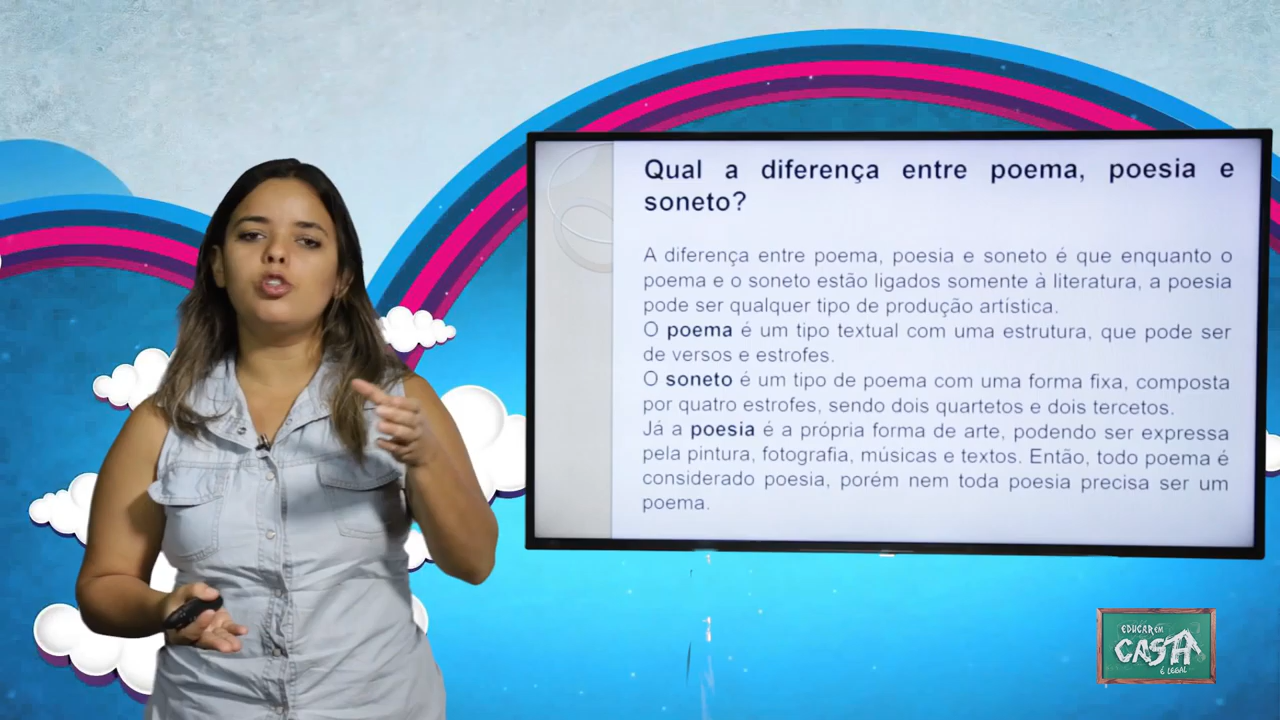 Qual a diferença entre poema, poesia e
soneto?
A diferença entre poema, poesia e soneto é que enquanto o
poema e o soneto estão ligados somente à literatura, a poesia
pode ser qualquer tipo de produção artística.
O poema é um tipo textual com uma estrutura, que pode ser
de versos e estrofes.
O soneto é um tipo de poema com uma forma fixa, composta
por quatro estrofes, sendo dois quartetos e dois tercetos.
Já a poesia é a própria forma de arte, podendo ser expressa
pela pintura, fotografia, músicas e textos. Então, todo poema é
considerado poesia, porém nem toda poesia precisa ser um
poema.
EDUCAR EM
CASA
É LEGAL